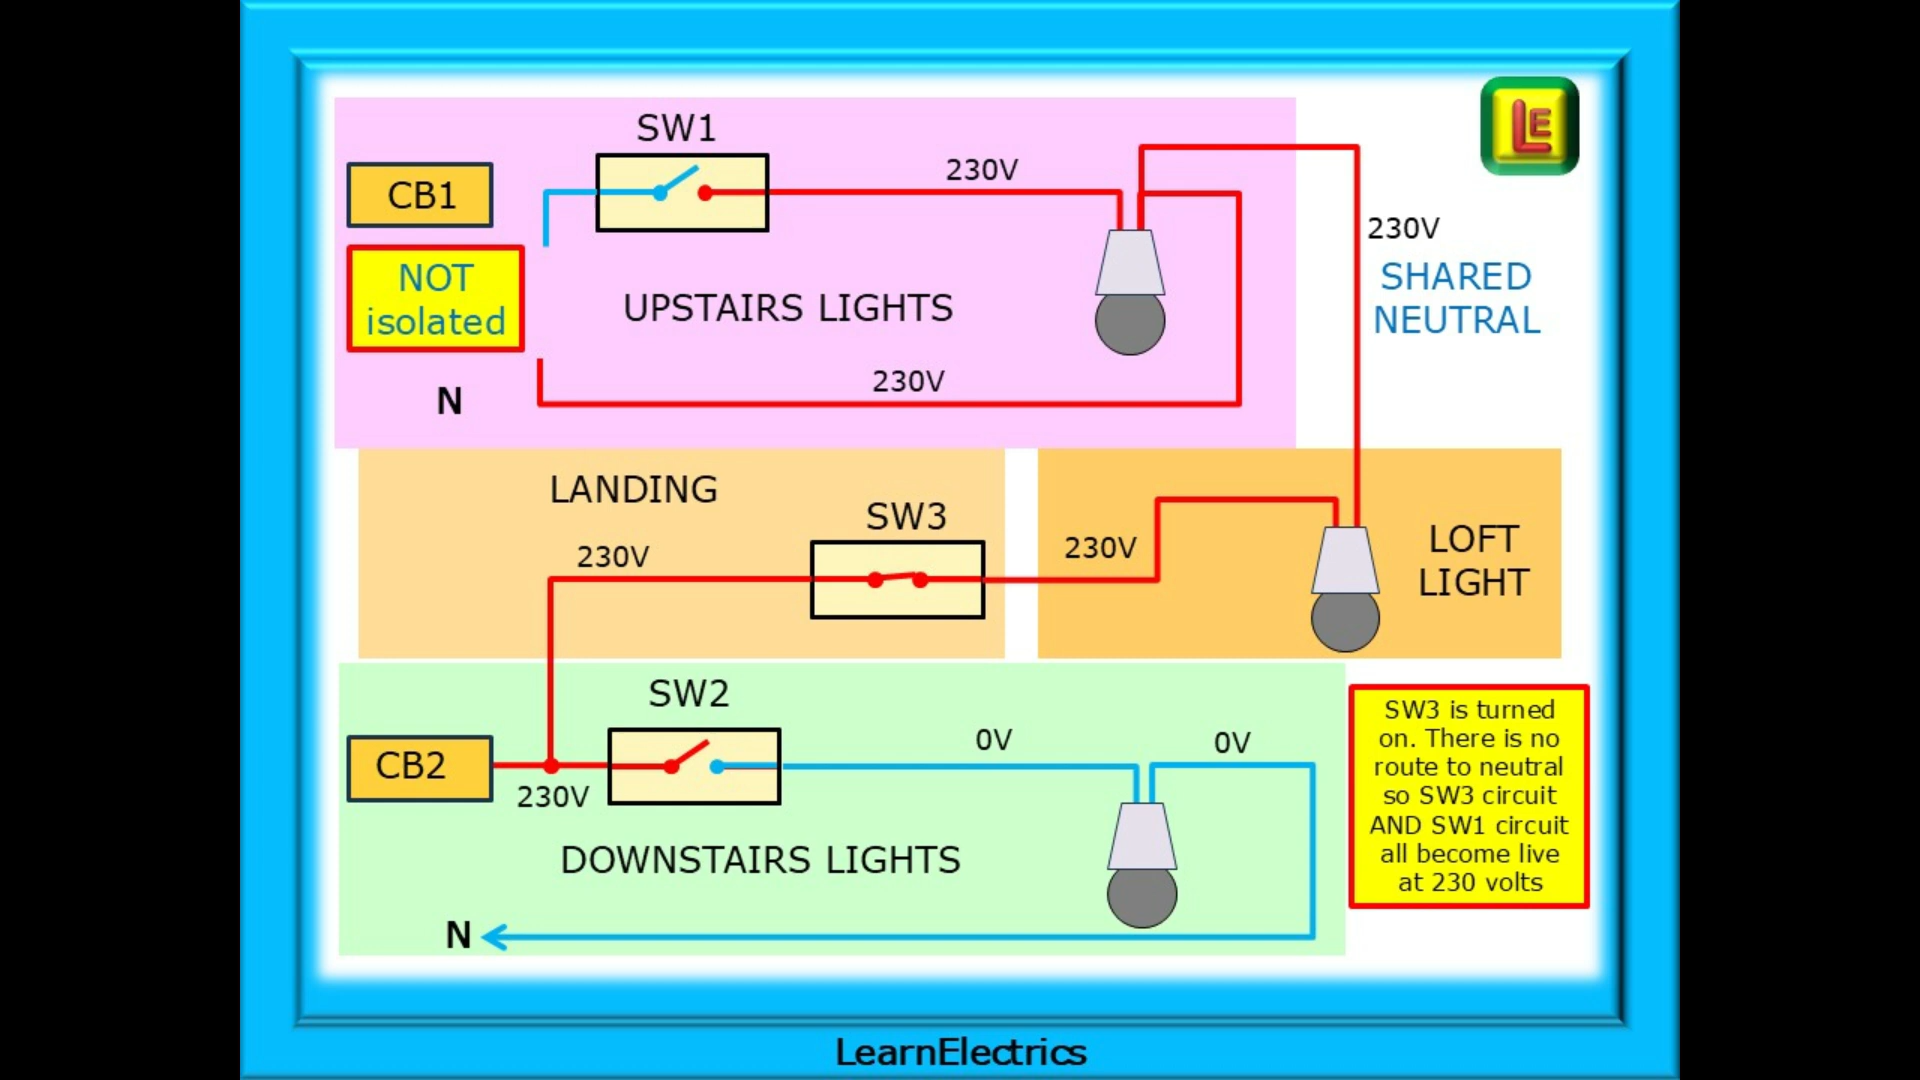 SW1
CB1
230V
LE
230V
NOT
isolated
SHARED
NEUTRAL
UPSTAIRS LIGHTS
230V
N
LANDING
SW3
230V
230V
LOFT
LIGHT
SW2
CB2
0V
0V
230V
DOWNSTAIRS LIGHTS
N
SW3 is turned
on. There is no
route to neutral
so SW3 circuit
AND SW1 circuit
all become live
at 230 volts
LearnElectrics